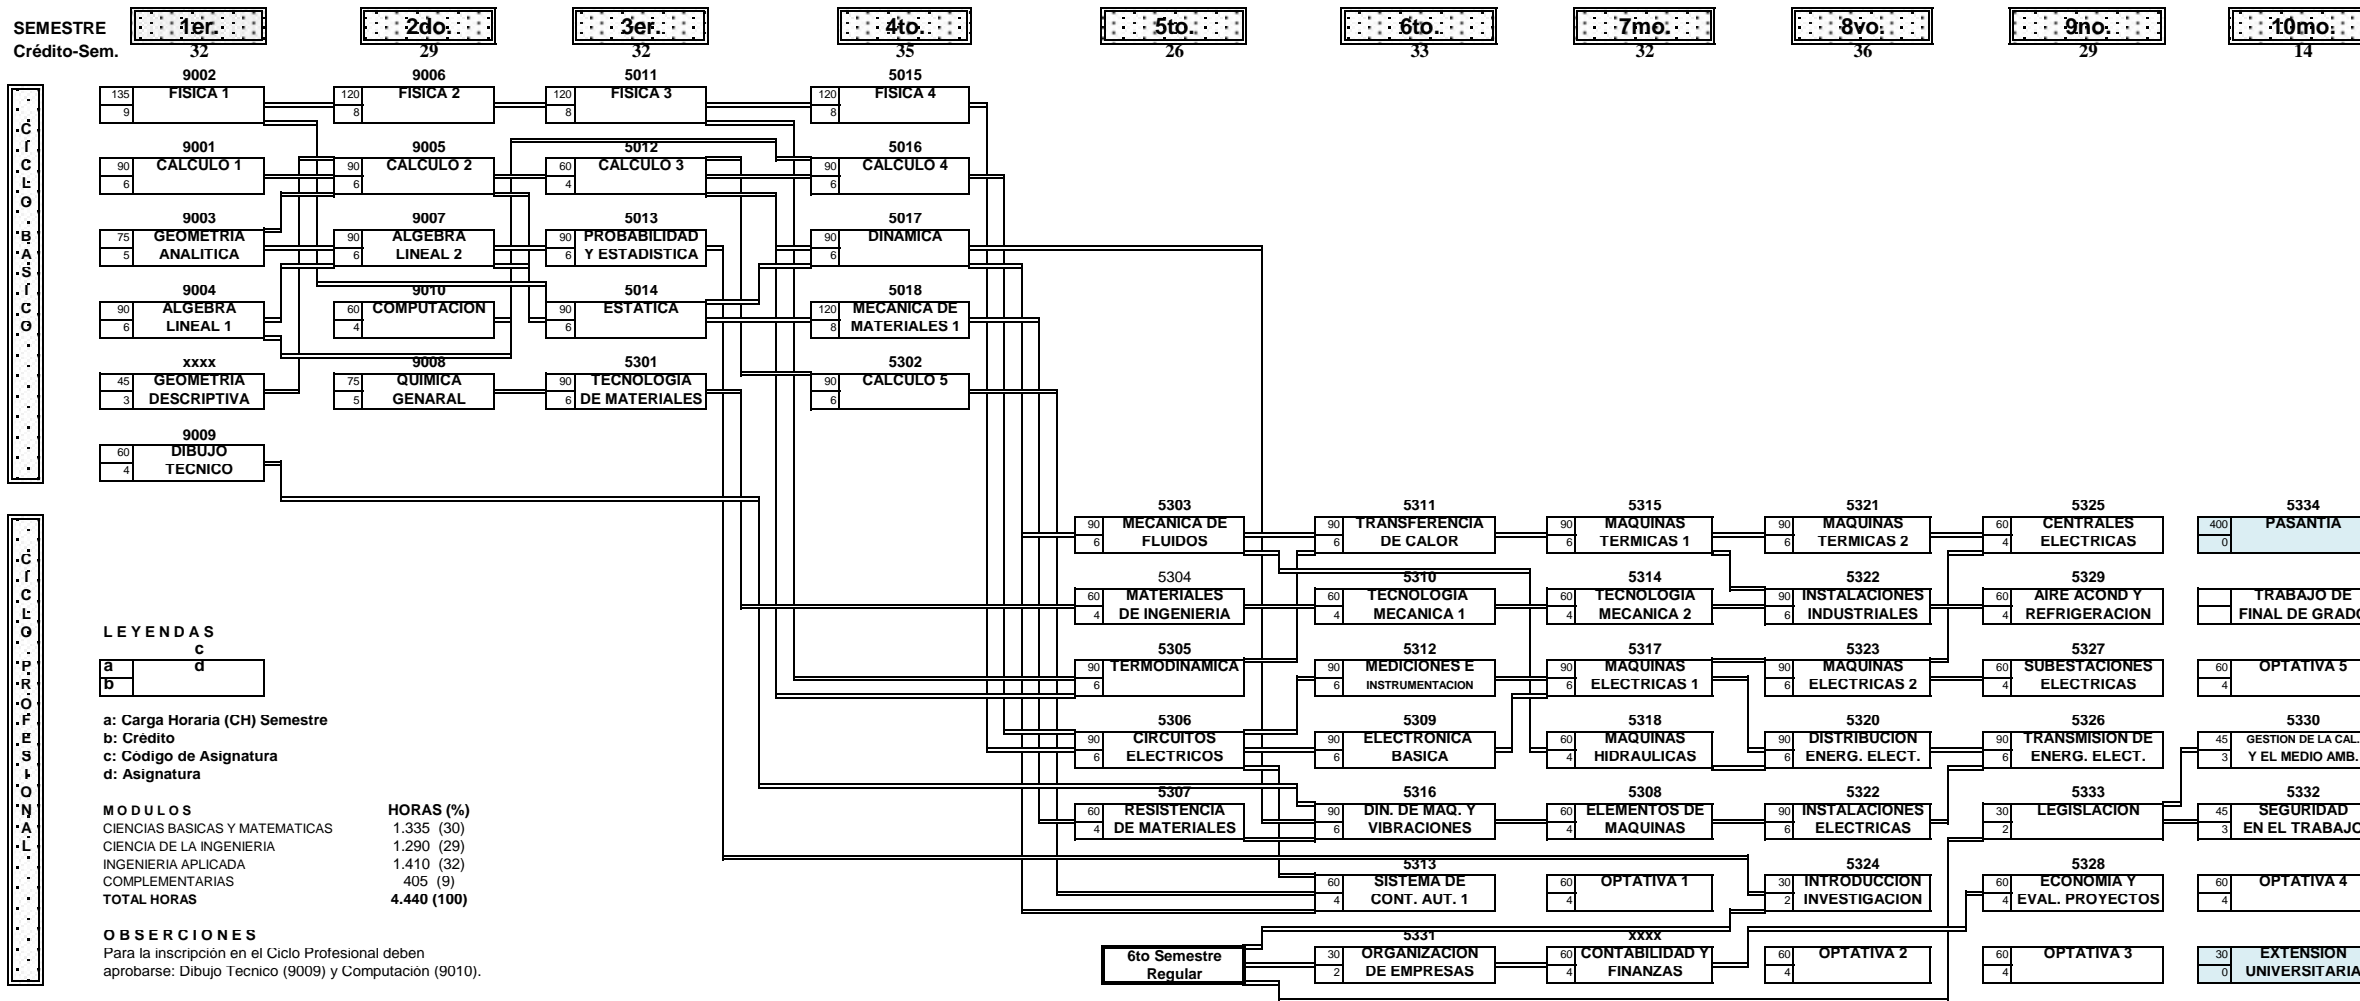 SEMESTRE 1er. 2do. 3er. 4to. 5to. 6to. 7mo. 8vo. 9no. 10mo.
Crédito-Sem. 32 29 32 35 26 33 32 36 29 14
CICLO BASICO
9002 9006 5011 5015
135 FISICA 1 120 FISICA 2 120 FISICA 3 120 FISICA 4
9 8 8 8
9001 9005 5012 5016
90 CALCULO 1 90 CALCULO 2 60 CALCULO 3 90 CALCULO 4
6 6 4 6
9003 9007 5013 5017
75 GEOMETRIA 90 ALGEBRA 90 PROBABILIDAD 90 DINAMICA
5 ANALITICA 6 LINEAL 2 6 Y ESTADISTICA 6
9004 9010 5014 5018
90 ALGEBRA 60 COMPUTACION 90 ESTATICA 120 MECANICA DE
6 LINEAL 1 4 6 8 MATERIALES 1
xxxx 9008 5301 5302
45 GEOMETRIA 75 QUIMICA 90 TECNOLOGIA 90 CALCULO 5
3 DESCRIPTIVA 5 GENARAL 6 DE MATERIALES 6
9009
60 DIBUJO
4 TECNICO
CICLO PROFESIONAL
5303 5311 5315 5321 5325 5334
90 MECANICA DE 90 TRANSFERENCIA 90 MAQUINAS 90 MAQUINAS 60 CENTRALES 400 PASANTIA
6 FLUIDOS 6 DE CALOR 6 TERMICAS 1 6 TERMICAS 2 4 ELECTRICAS 0
5304 5310 5314 5322 5329
60 MATERIALES 60 TECNOLOGIA 60 TECNOLOGIA 90 INSTALACIONES 60 AIRE ACOND Y TRABAJO DE
4 DE INGENIERIA 4 MECANICA 1 4 MECANICA 2 6 INDUSTRIALES 4 REFRIGERACION FINAL DE GRADO
5305 5312 5317 5323 5327
90 TERMODINAMICA 90 MEDICIONES E 90 MAQUINAS 90 MAQUINAS 60 SUBESTACIONES 60 OPTATIVA 5
6 6 INSTRUMENTACION 6 ELECTRICAS 1 6 ELECTRICAS 2 4 ELECTRICAS 4
5306 5309 5318 5320 5326 5330
90 CIRCUITOS 90 ELECTRONICA 60 MAQUINAS 90 DISTRIBUCION 90 TRANSMISION DE 45 GESTION DE LA CAL.
6 ELECTRICOS 6 BASICA 4 HIDRAULICAS 6 ENERG. ELECT. 6 ENERG. ELECT. 3 Y EL MEDIO AMB.
5307 5316 5308 5322 5333 5332
60 RESISTENCIA 90 DIN. DE MAQ. Y 60 ELEMENTOS DE 90 INSTALACIONES 30 LEGISLACION 45 SEGURIDAD
4 DE MATERIALES 6 VIBRACIONES 4 MAQUINAS 6 ELECTRICAS 2 3 EN EL TRABAJO
5313 5324 5328
60 SISTEMA DE 60 OPTATIVA 1 30 INTRODUCCION 60 ECONOMIA Y 60 OPTATIVA 4
4 CONT. AUT. 1 4 2 INVESTIGACION 4 EVAL. PROYECTOS 4
5331 xxxx
6to Semestre 30 ORGANIZACION 60 CONTABILIDAD Y 60 OPTATIVA 2 60 OPTATIVA 3 30 EXTENSION
Regular 2 DE EMPRESAS 4 FINANZAS 4 4 0 UNIVERSITARIA
LEYENDAS
c
a d
b
a: Carga Horaria (CH) Semestre
b: Crédito
c: Código de Asignatura
d: Asignatura
MODULOS HORAS (%)
CIENCIAS BASICAS Y MATEMATICAS 1.335 (30)
CIENCIA DE LA INGENIERIA 1.290 (29)
INGENIERIA APLICADA 1.410 (32)
COMPLEMENTARIAS 405 (9)
TOTAL HORAS 4.440 (100)
OBSERCIONES
Para la inscripción en el Ciclo Profesional deben
aprobarse: Dibujo Tecnico (9009) y Computación (9010).